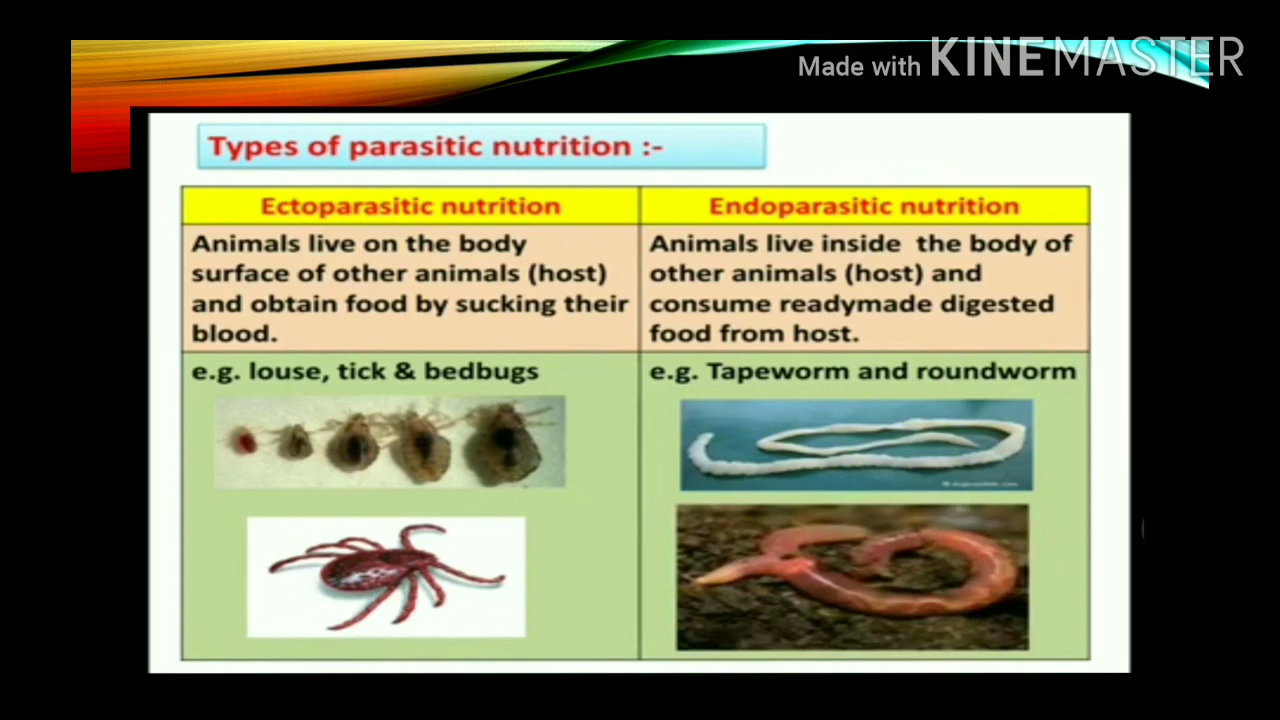 Made with KINEMASTER
Types of parasitic nutrition :-
Ectoparasitic nutrition
Endoparasitic nutrition
Animals live on the body
surface of other animals (host)
and obtain food by sucking their
blood.
Animals live inside the body of
other animals (host) and
consume readymade digested
food from host.
e.g. louse, tick & bedbugs
e.g. Tapeworm and roundworm